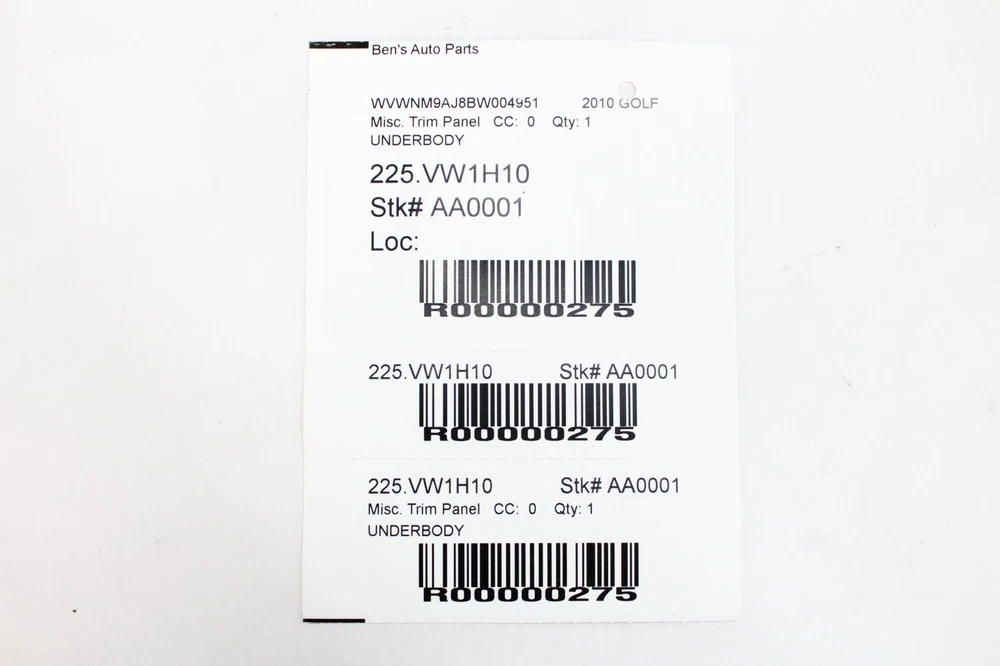 Ben's Auto Parts
WVWNM9AJ8BW004951 2010 GOLF
Misc. Trim Panel CC: 0 Qty: 1
UNDERBODY
225.VW1H10
Stk# AA0001
Loc:
R00000275
225.VW1H10 Stk# AA0001
R00000275
225.VW1H10 Stk# AA0001
Misc. Trim Panel CC: 0 Qty: 1
UNDERBODY
R00000275